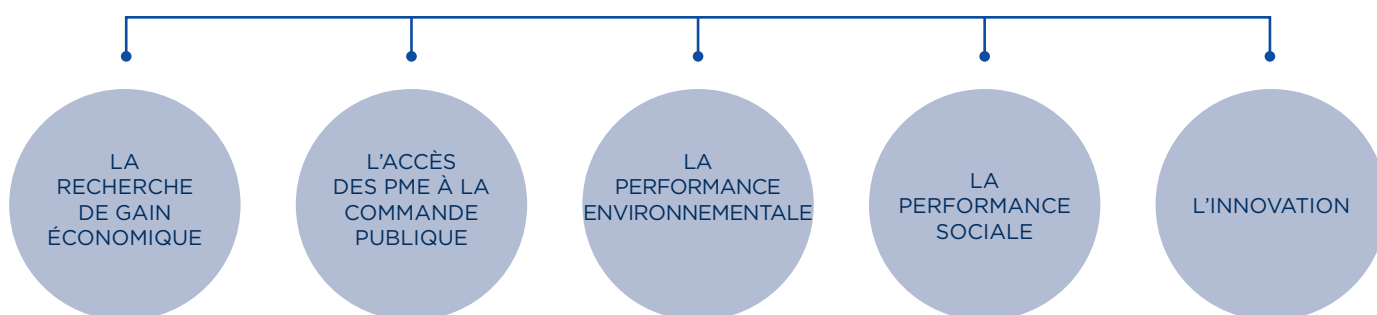 LA
RECHERCHE
DE GAIN
ÉCONOMIQUE
L’ACCÈS
DES PME À LA
COMMANDE
PUBLIQUE
LA
PERFORMANCE
ENVIRONNEMENTALE
LA
PERFORMANCE
SOCIALE
L’INNOVATION